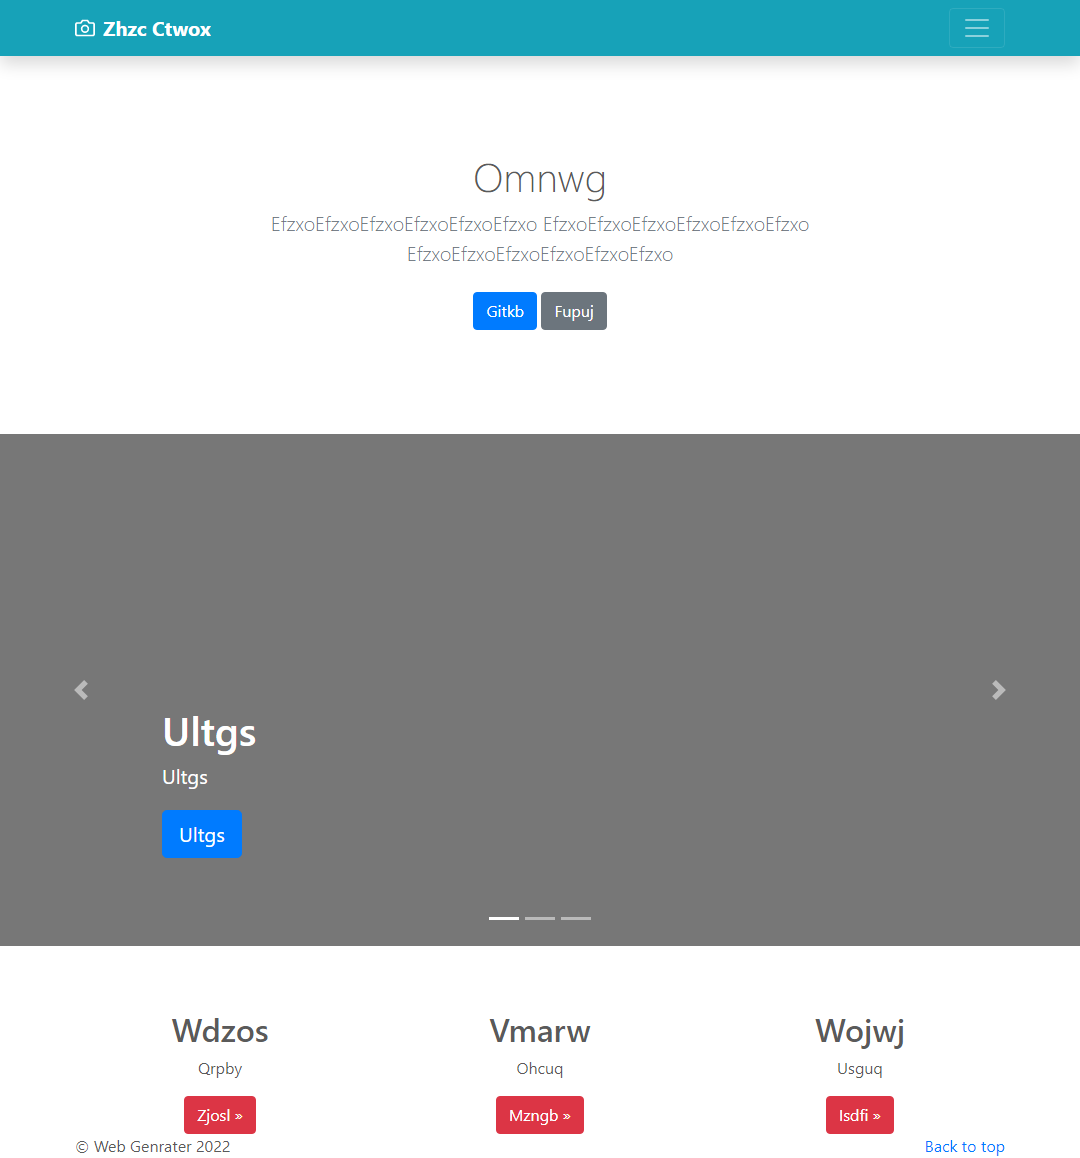 Zhzc Ctwox
Omnwg
EfzxoEfzxoEfzxoEfzxoEfzxoEfzxo EfzxoEfzxoEfzxoEfzxoEfzxoEfzxo
EfzxoEfzxoEfzxoEfzxoEfzxoEfzxo
Gitkb Fupuj
Ultgs
Ultgs
Ultgs
Wdzos Vmarw Wojwj
Qrpby Ohcuq Usguq
Zjosl » Mzngb » Isdfi »
© Web Genrater 2022 Back to top